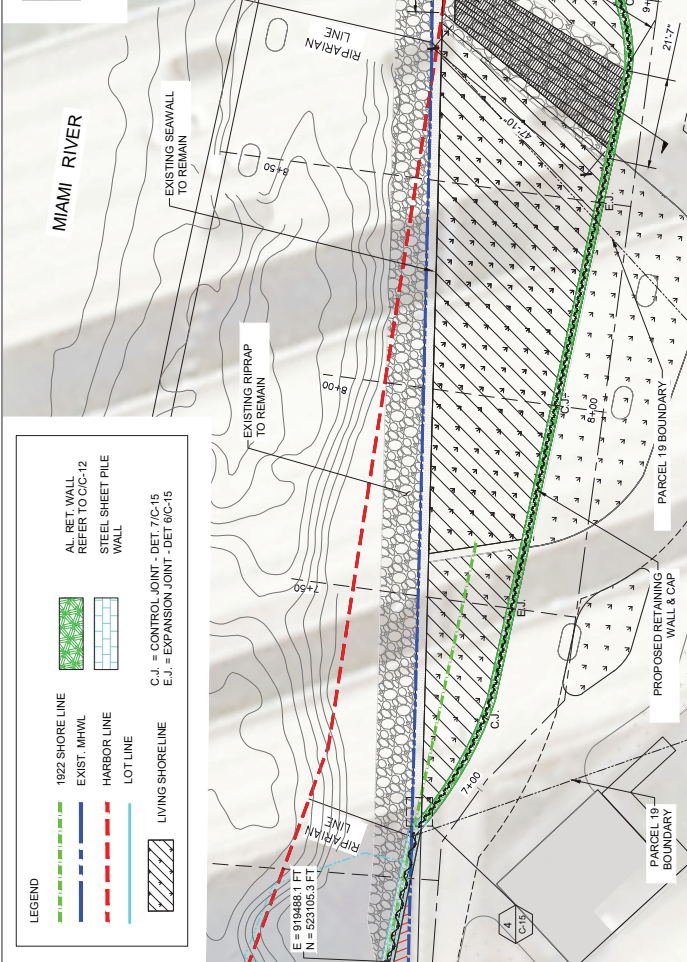 MIAMI RIVER
RIPARIAN
LINE
EXISTING SEAWALL
TO REMAIN
8+50
47'-10"
21'-7"
9+
E.J.
EXISTING RIPRAP
TO REMAIN
8+00
C.J.
8+00
PARCEL 19 BOUNDARY
LEGEND
1922 SHORE LINE
EXIST. MHWL
HARBOR LINE
LOT LINE
LIVING SHORELINE
AL. RET. WALL
REFER TO C/C-12
STEEL SHEET PILE
WALL
C.J. = CONTROL JOINT - DET. 7/C-15
E.J. = EXPANSION JOINT - DET 6/C-15
7+50
E.J.
PROPOSED RETAINING
WALL & CAP
C.J.
7+00
RIPARIAN
LINE
E = 919488.1 FT
N = 523105.3 FT
PARCEL 19
BOUNDARY
4
C-15